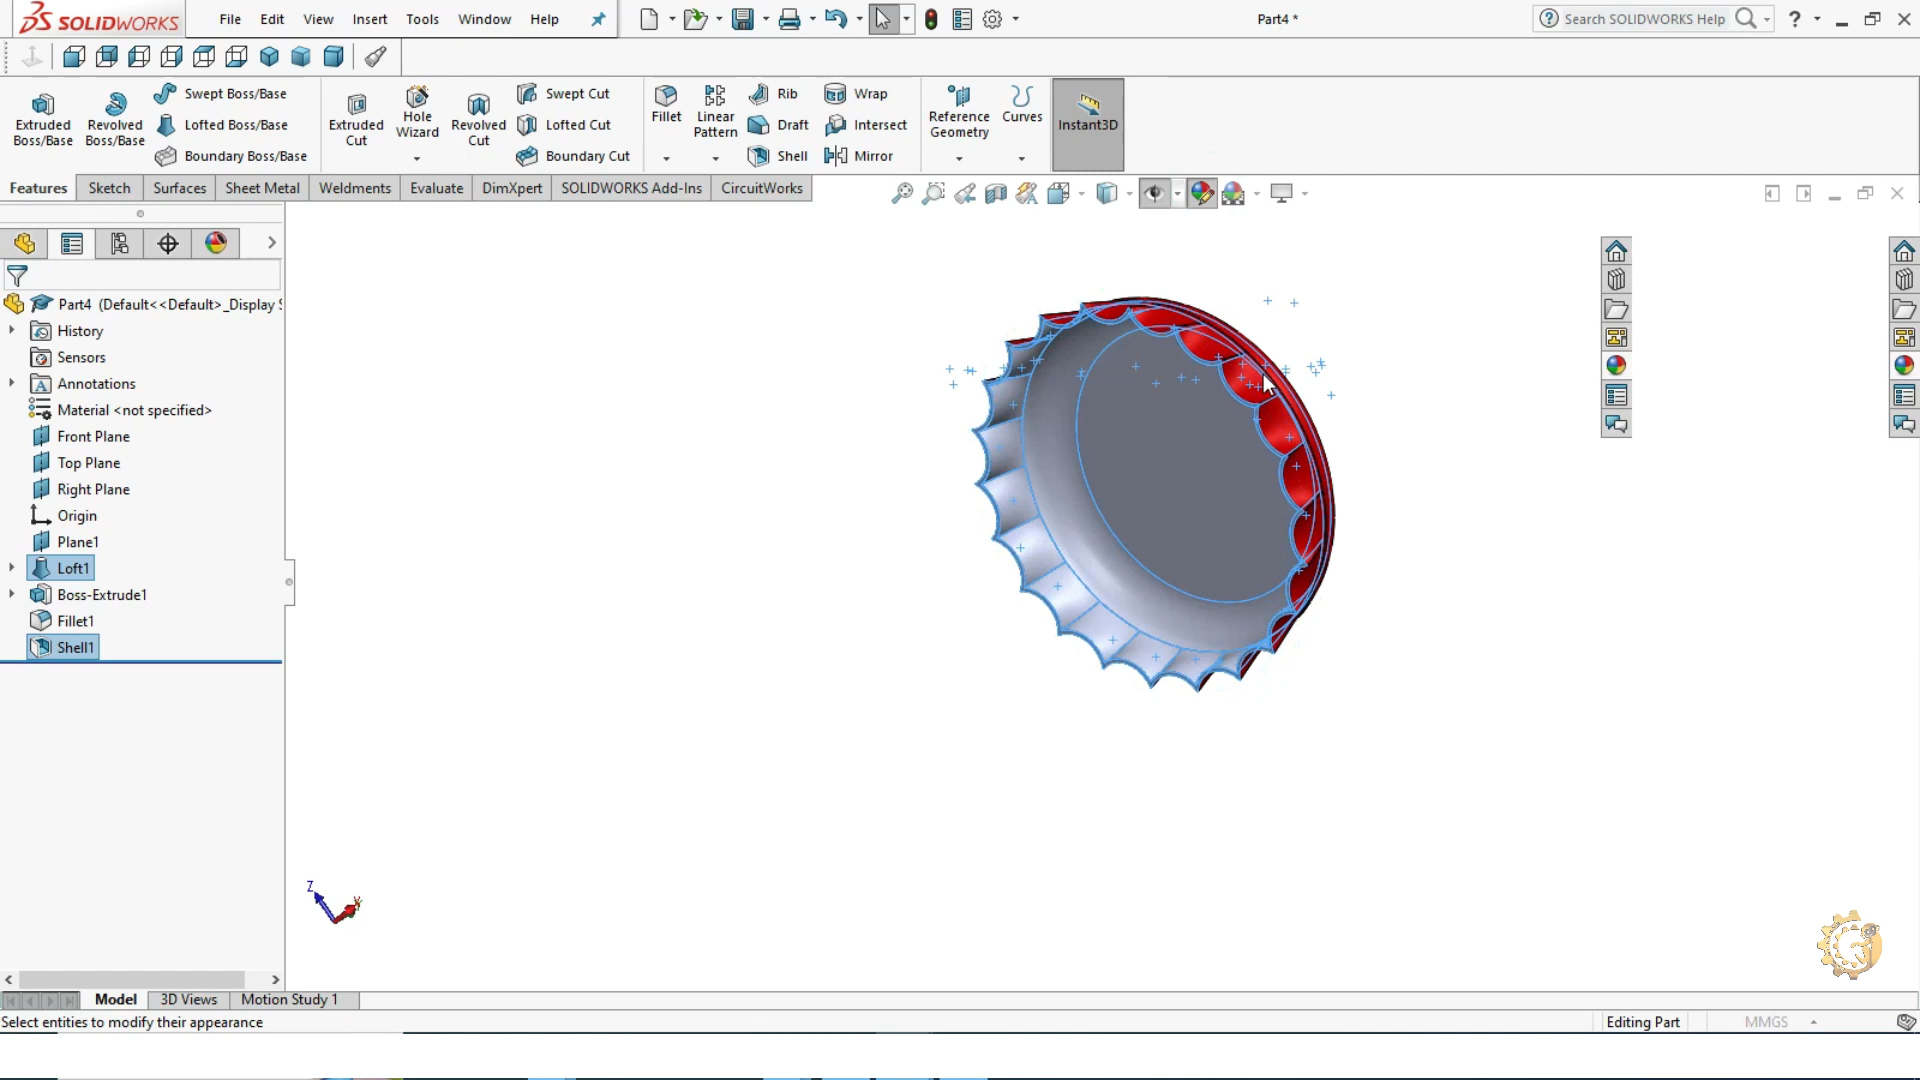 SOLIDWORKS File Edit View Insert Tools Window Help Part4 * Search SOLIDWORKS Help ?
Extruded Boss/Base
Revolved Boss/Base
Swept Boss/Base
Lofted Boss/Base
Boundary Boss/Base
Extruded Cut
Hole Wizard
Revolved Cut
Swept Cut
Lofted Cut
Boundary Cut
Fillet
Linear Pattern
Rib
Draft
Shell
Wrap
Intersect
Mirror
Reference Geometry
Curves
Instant3D
Features Sketch Surfaces Sheet Metal Weldments Evaluate DimXpert SOLIDWORKS Add-Ins CircuitWorks
Part4 (Default<<Default>_Display S
History
Sensors
Annotations
Material <not specified>
Front Plane
Top Plane
Right Plane
Origin
Plane1
Loft1
Boss-Extrude1
Fillet1
Shell1
Z
Model 3D Views Motion Study 1
Select entities to modify their appearance Editing Part MMGS